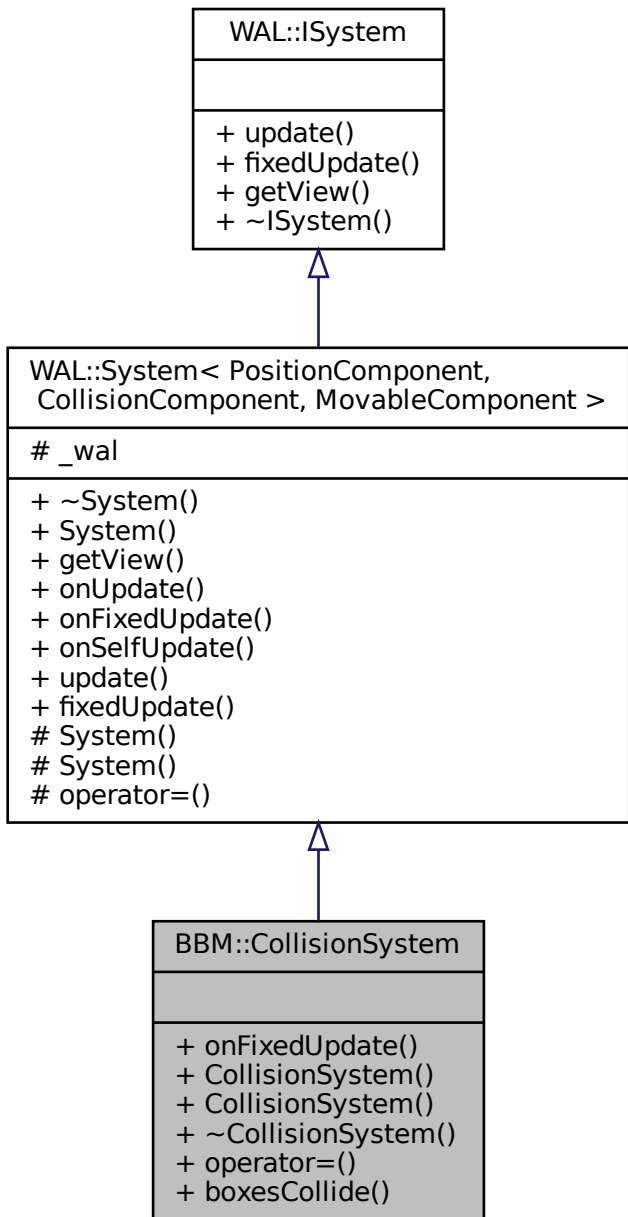 WAL::ISystem
+ update()
+ fixedUpdate()
+ getView()
+ ~ISystem()
WAL::System< PositionComponent,
CollisionComponent, MovableComponent >
# _wal
+ ~System()
+ System()
+ getView()
+ onUpdate()
+ onFixedUpdate()
+ onSelfUpdate()
+ update()
+ fixedUpdate()
# System()
# System()
# operator=()
BBM::CollisionSystem
+ onFixedUpdate()
+ CollisionSystem()
+ CollisionSystem()
+ ~CollisionSystem()
+ operator=()
+ boxesCollide()